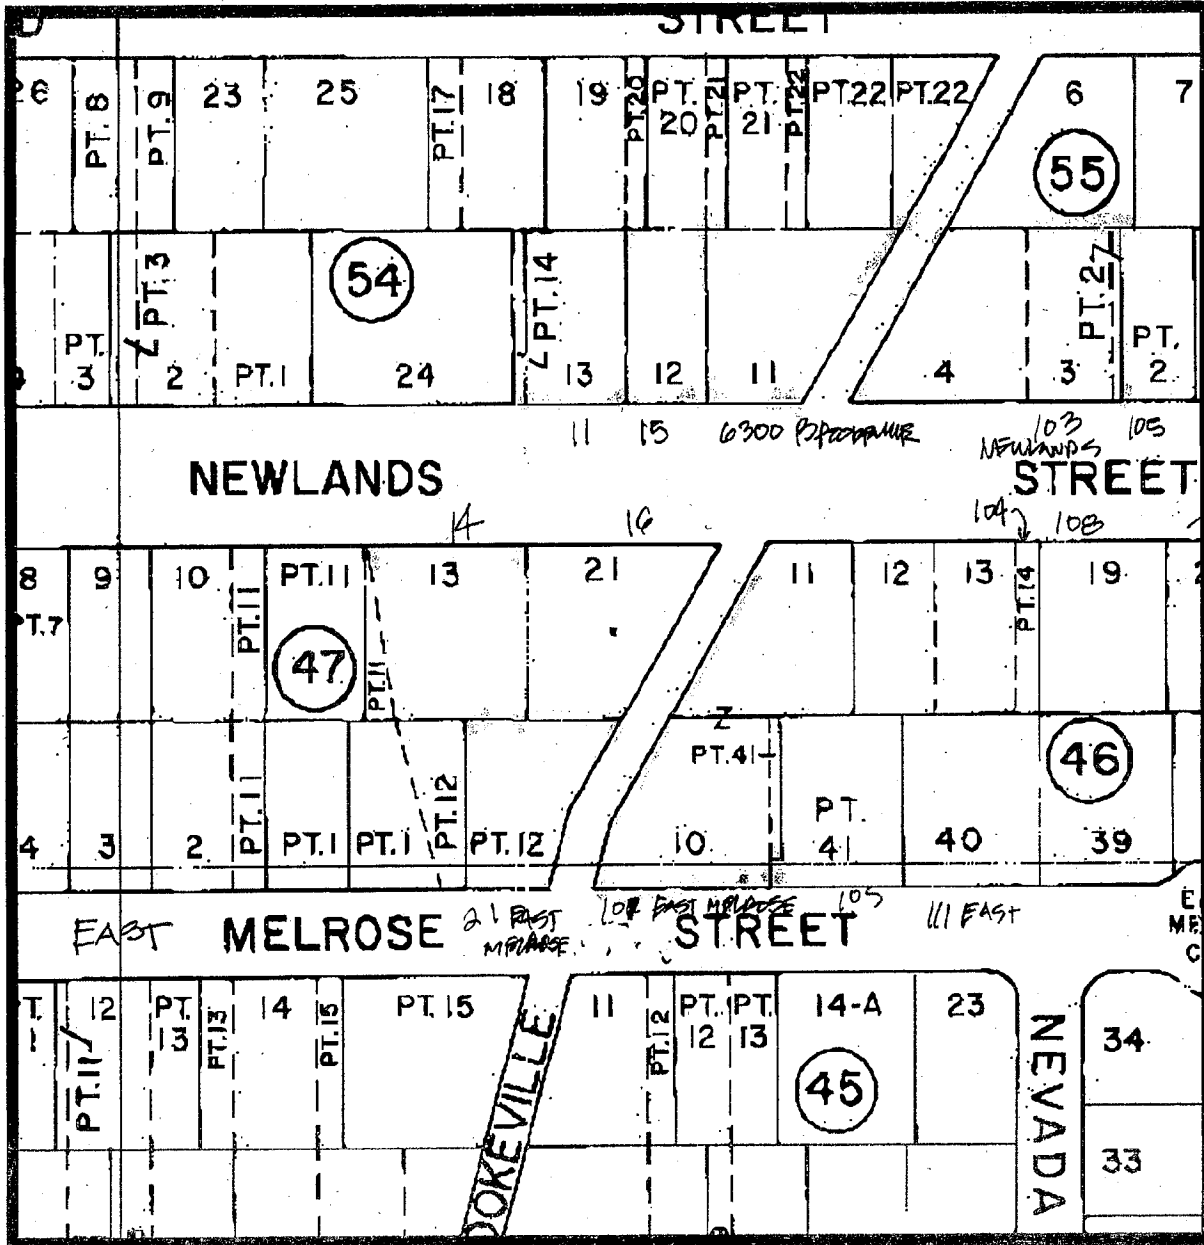 STREET
26 PT.8 PT.9 23 25 PT.17 18 19 PT.20 PT. 20 PT.21 PT. 21 PT.22 PT.22 PT.22 6 7
55
54
PT. 3 PT.3 2 PT.1 24 PT.14 13 12 11 4 3 PT.2 PT. 2
11 15 6300 103 NEWLANDS 105
NEWLANDS STREET
14 16 104 108
8 9 10 PT.11 PT.11 13 21 11 12 13 PT.14 19
PT.7 PT.11
47
Z
PT.41
46
4 3 2 PT.11 PT.1 PT.1 PT.12 PT.12 10 PT. 41 40 39
EAST MELROSE 21 EAST MELROSE EAST MELROSE STREET 105 111 EAST
12 PT.11 PT. 13 PT.13 14 PT.15 PT.15 11 PT.12 PT. 12 PT. 13 14-A 23 34
45
OOKEVILLE NEVADA
33